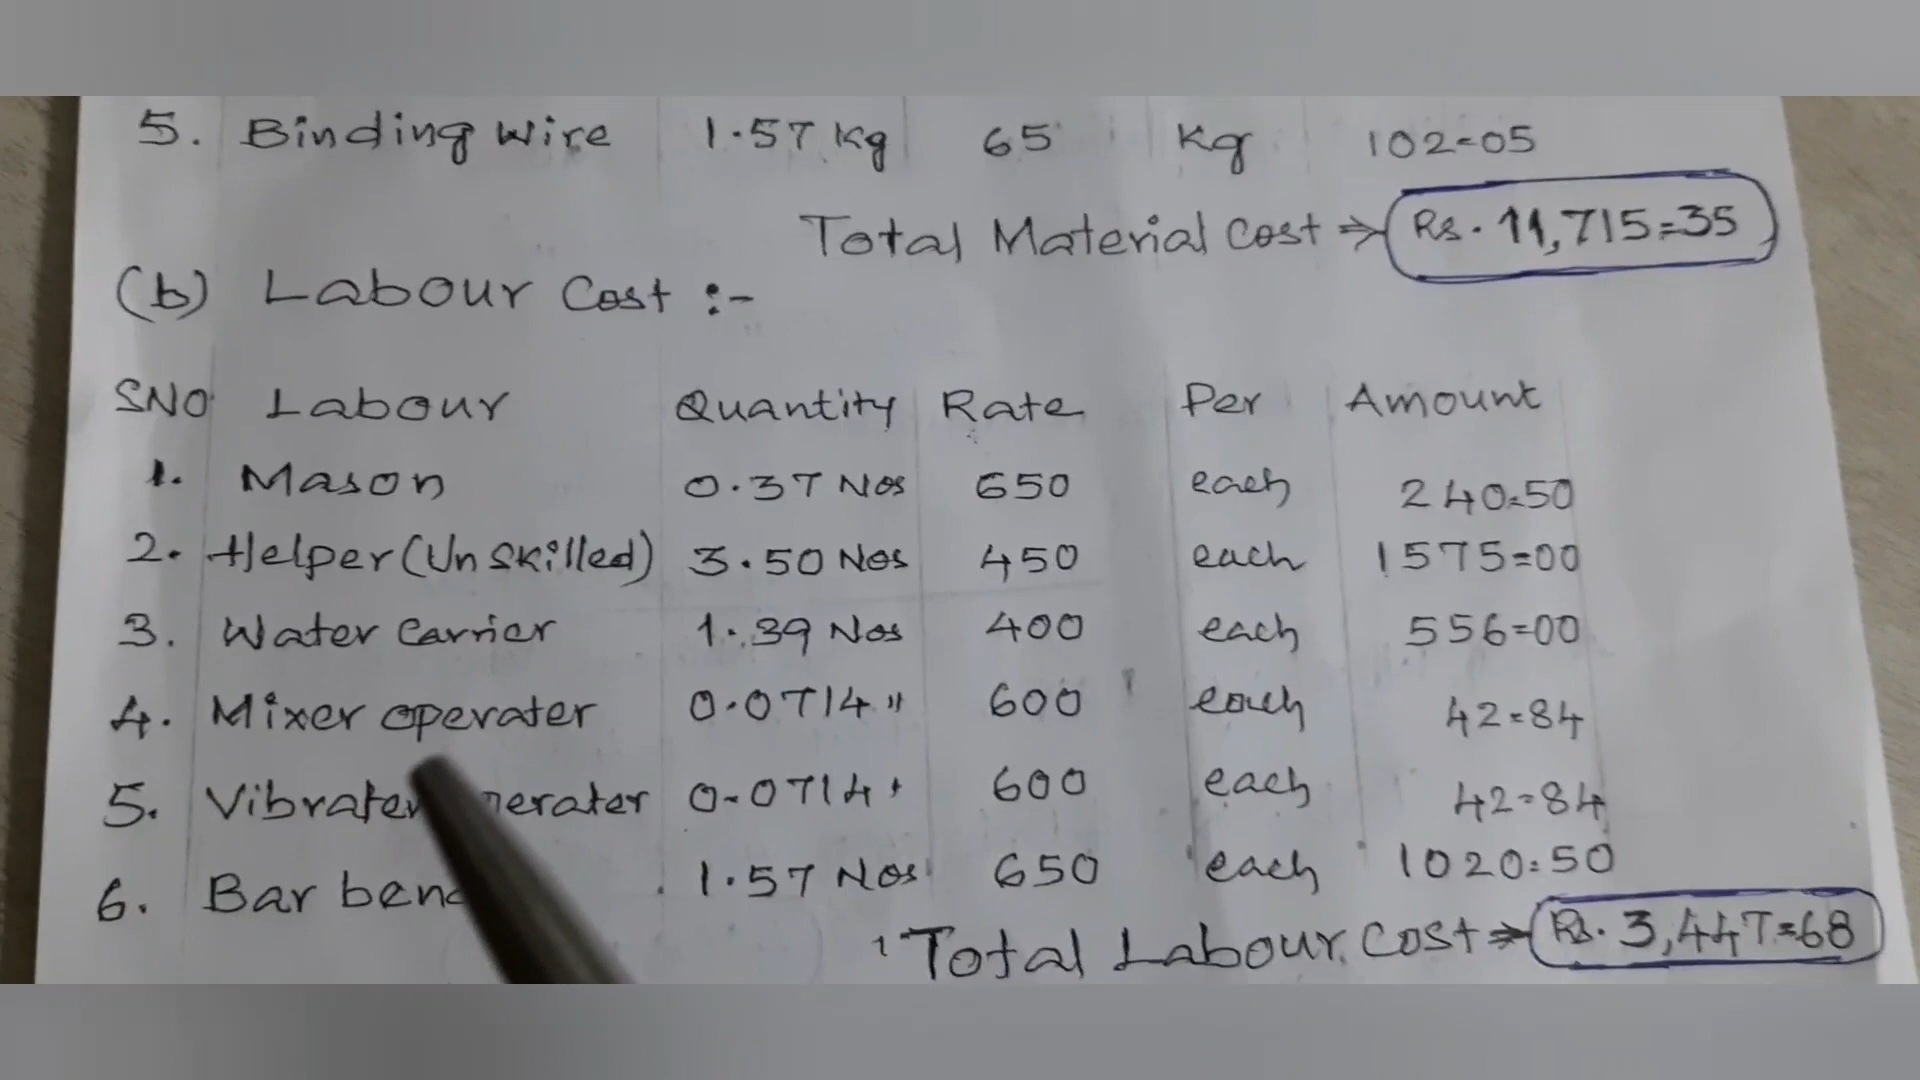 5. Binding wire 1.57 kg 65 kg 102=05
Total Material Cost ⇒ Rs. 11,715=35
(b) Labour Cost :-
SNO Labour Quantity Rate Per Amount
1. Mason 0.37 Nos 650 each 240=50
2. Helper (Unskilled) 3.50 Nos 450 each 1575=00
3. Water Carrier 1.39 Nos 400 each 556=00
4. Mixer operater 0.0714 " 600 each 42=84
5. Vibrater 0.0714 " 600 each 42=84
6. Bar 1.57 Nos 650 each 1020=50
Total Labour Cost ⇒ Rs. 3,447=68